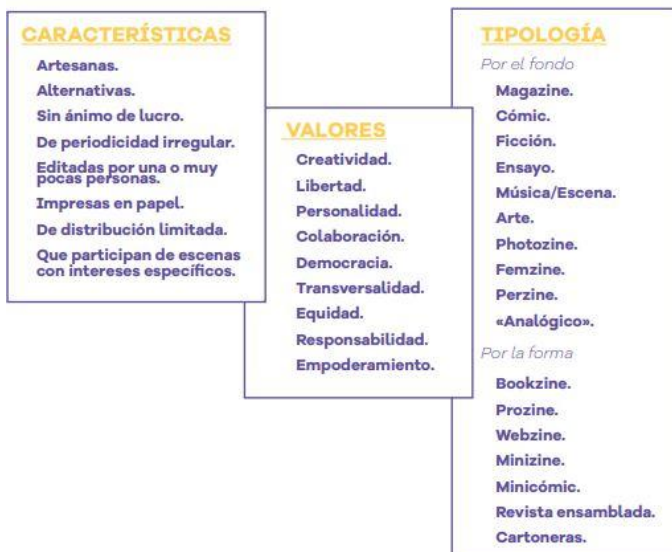 CARACTERÍSTICAS
Artesanas.
Alternativas.
Sin ánimo de lucro.
De periodicidad irregular.
Editadas por una o muy
pocas personas.
Impresas en papel.
De distribución limitada.
Que participan de escenas
con intereses específicos.
VALORES
Creatividad.
Libertad.
Personalidad.
Colaboración.
Democracia.
Transversalidad.
Equidad.
Responsabilidad.
Empoderamiento.
TIPOLOGÍA
Por el fondo
Magazine.
Cómic.
Ficción.
Ensayo.
Música/Escena.
Arte.
Photozine.
Femzine.
Perzine.
«Analógico».
Por la forma
Bookzine.
Prozine.
Webzine.
Minizine.
Minicómic.
Revista ensamblada.
Cartoneras.